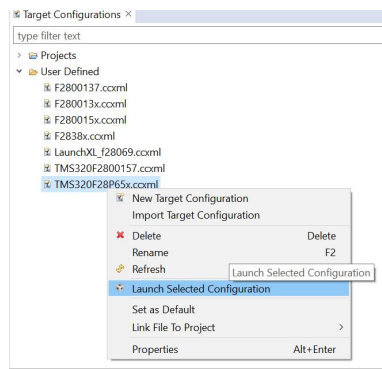 Target Configurations ×
type filter text
Projects
User Defined
F2800137.ccxml
F280013x.ccxml
F280015x.ccxml
F2838x.ccxml
LaunchXL_f28069.ccxml
TMS320F2800157.ccxml
TMS320F28P65x.ccxml
New Target Configuration
Import Target Configuration
Delete Delete
Rename F2
Refresh
Launch Selected Configuration
Launch Selected Configuration
Set as Default
Link File To Project >
Properties Alt+Enter